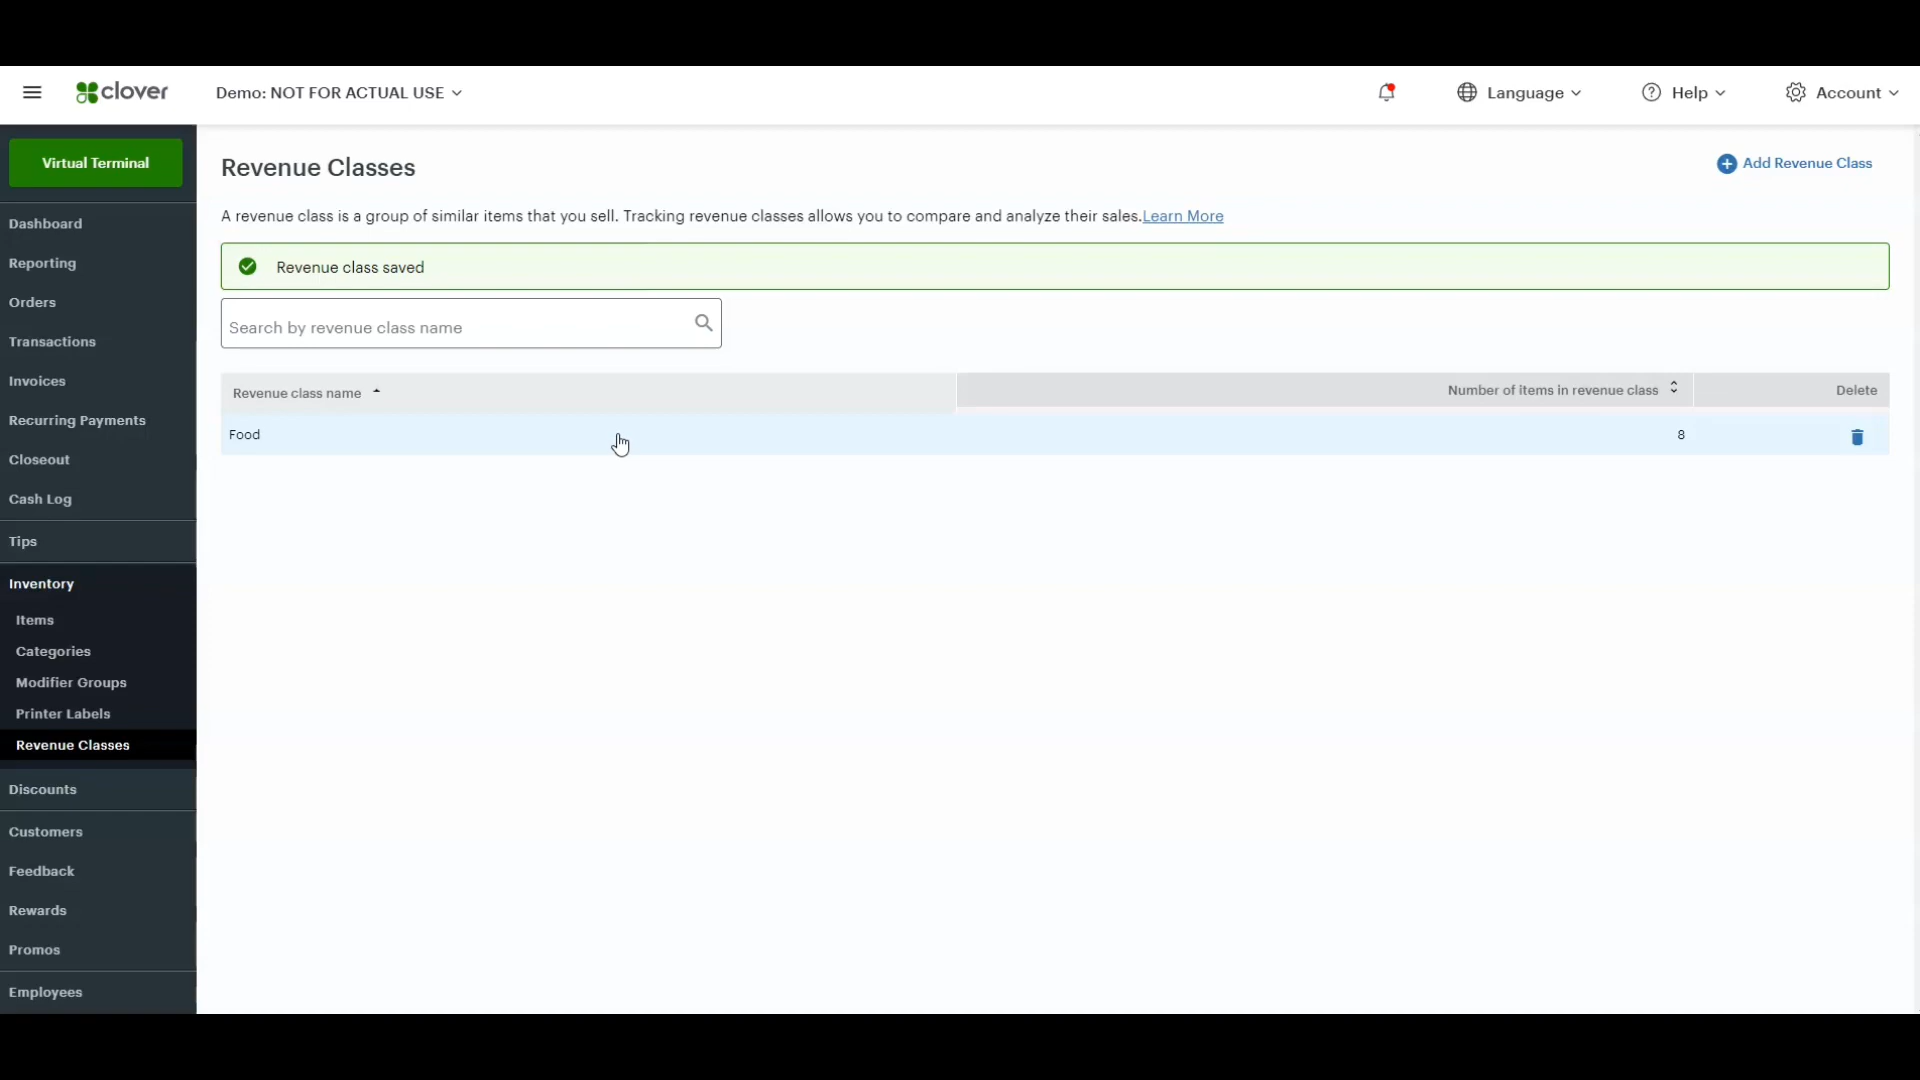 clover
Demo: NOT FOR ACTUAL USE
Language
Help
Account
Virtual Terminal
Dashboard
Reporting
Orders
Transactions
Invoices
Recurring Payments
Closeout
Cash Log
Tips
Inventory
Items
Categories
Modifier Groups
Printer Labels
Revenue Classes
Discounts
Customers
Feedback
Rewards
Promos
Employees
Revenue Classes
Add Revenue Class
A revenue class is a group of similar items that you sell. Tracking revenue classes allows you to compare and analyze their sales.Learn More
Revenue class saved
Search by revenue class name
Revenue class name
Number of items in revenue class
Delete
Food
8